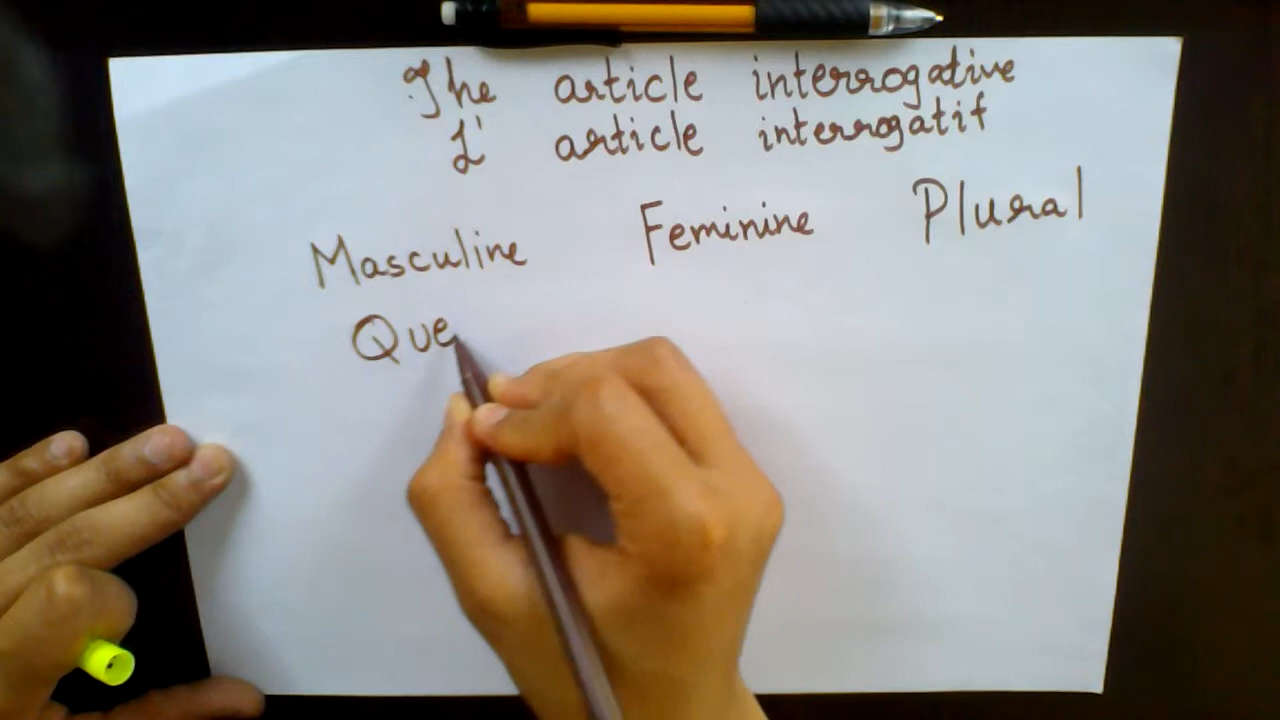 The article interrogative
L' article interrogatif
Masculine Feminine Plural
Que